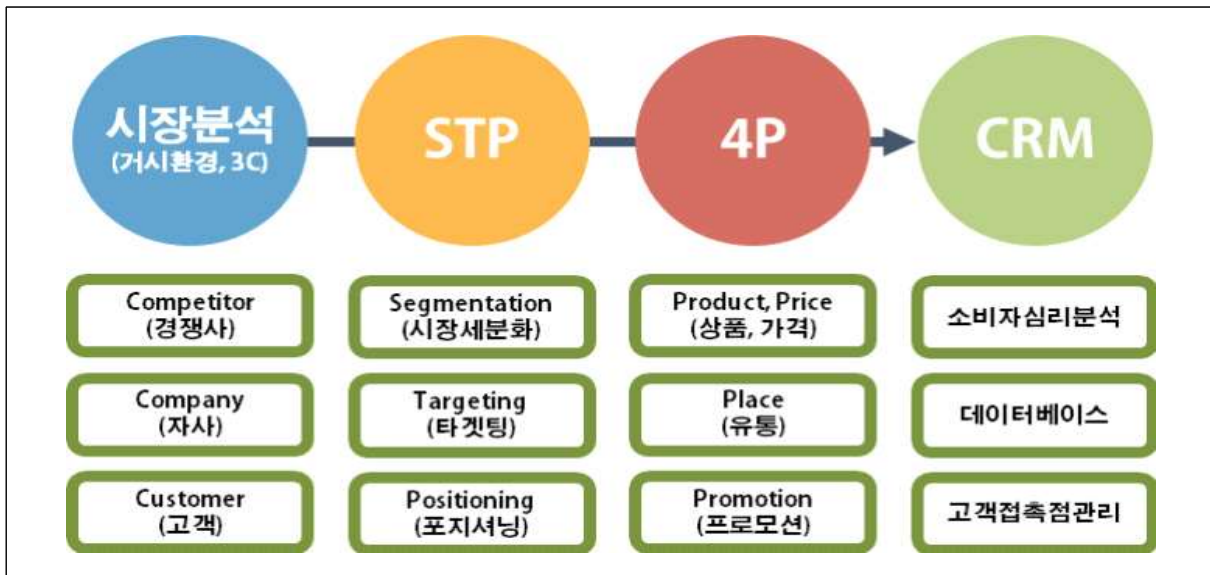 시장분석
(거시환경, 3C)
STP
4P
CRM
Competitor
(경쟁사)
Segmentation
(시장세분화)
Product, Price
(상품, 가격)
소비자심리분석
Company
(자사)
Targeting
(타겟팅)
Place
(유통)
데이터베이스
Customer
(고객)
Positioning
(포지셔닝)
Promotion
(프로모션)
고객접촉점관리